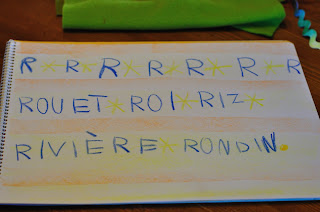 R * R * R * R * R * R * R
ROUET * ROI * RIZ *
RIVIÈRE * RONDIN.